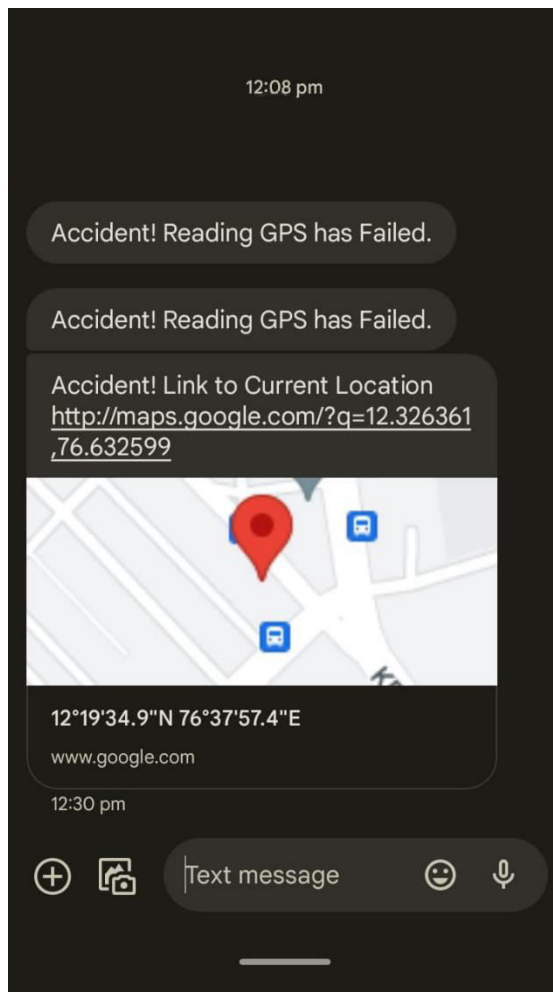 12:08 pm
Accident! Reading GPS has Failed.
Accident! Reading GPS has Failed.
Accident! Link to Current Location
http://maps.google.com/?q=12.326361
,76.632599
12°19'34.9"N 76°37'57.4"E
www.google.com
12:30 pm
Text message